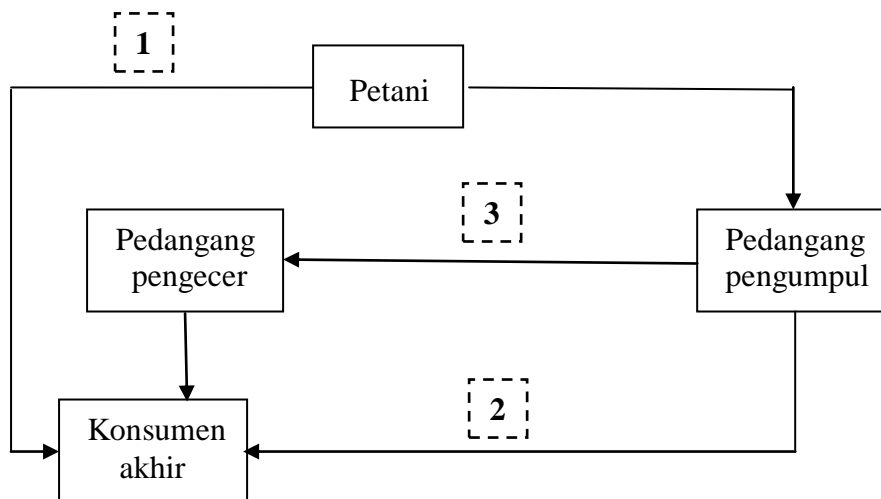 1
Petani
3
Pedangang
pengecer
Pedangang
pengumpul
2
Konsumen
akhir